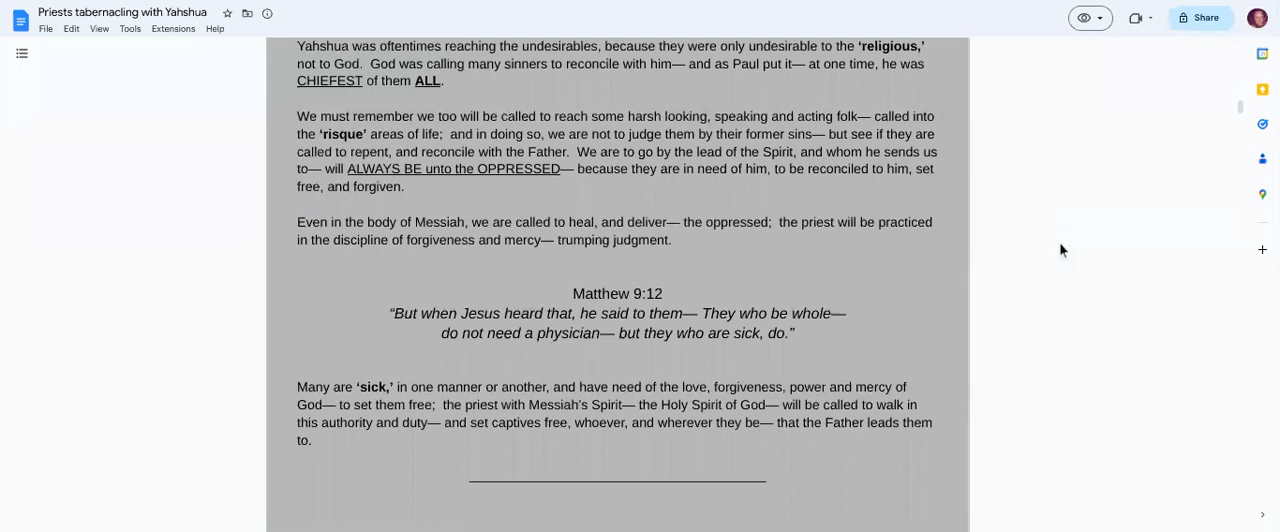 Priests tabernacling with Yahshua
File Edit View Tools Extensions Help
Share
Yahshua was oftentimes reaching the undesirables, because they were only undesirable to the ‘religious,’
not to God.  God was calling many sinners to reconcile with him— and as Paul put it— at one time, he was
CHIEFEST of them ALL.
We must remember we too will be called to reach some harsh looking, speaking and acting folk— called into
the ‘risque’ areas of life;  and in doing so, we are not to judge them by their former sins— but see if they are
called to repent, and reconcile with the Father.  We are to go by the lead of the Spirit, and whom he sends us
to— will ALWAYS BE unto the OPPRESSED— because they are in need of him, to be reconciled to him, set
free, and forgiven.
Even in the body of Messiah, we are called to heal, and deliver— the oppressed;  the priest will be practiced
in the discipline of forgiveness and mercy— trumping judgment.
Matthew 9:12
“But when Jesus heard that, he said to them— They who be whole—
do not need a physician— but they who are sick, do.”
Many are ‘sick,’ in one manner or another, and have need of the love, forgiveness, power and mercy of
God— to set them free;  the priest with Messiah’s Spirit— the Holy Spirit of God— will be called to walk in
this authority and duty— and set captives free, whoever, and wherever they be— that the Father leads them
to.